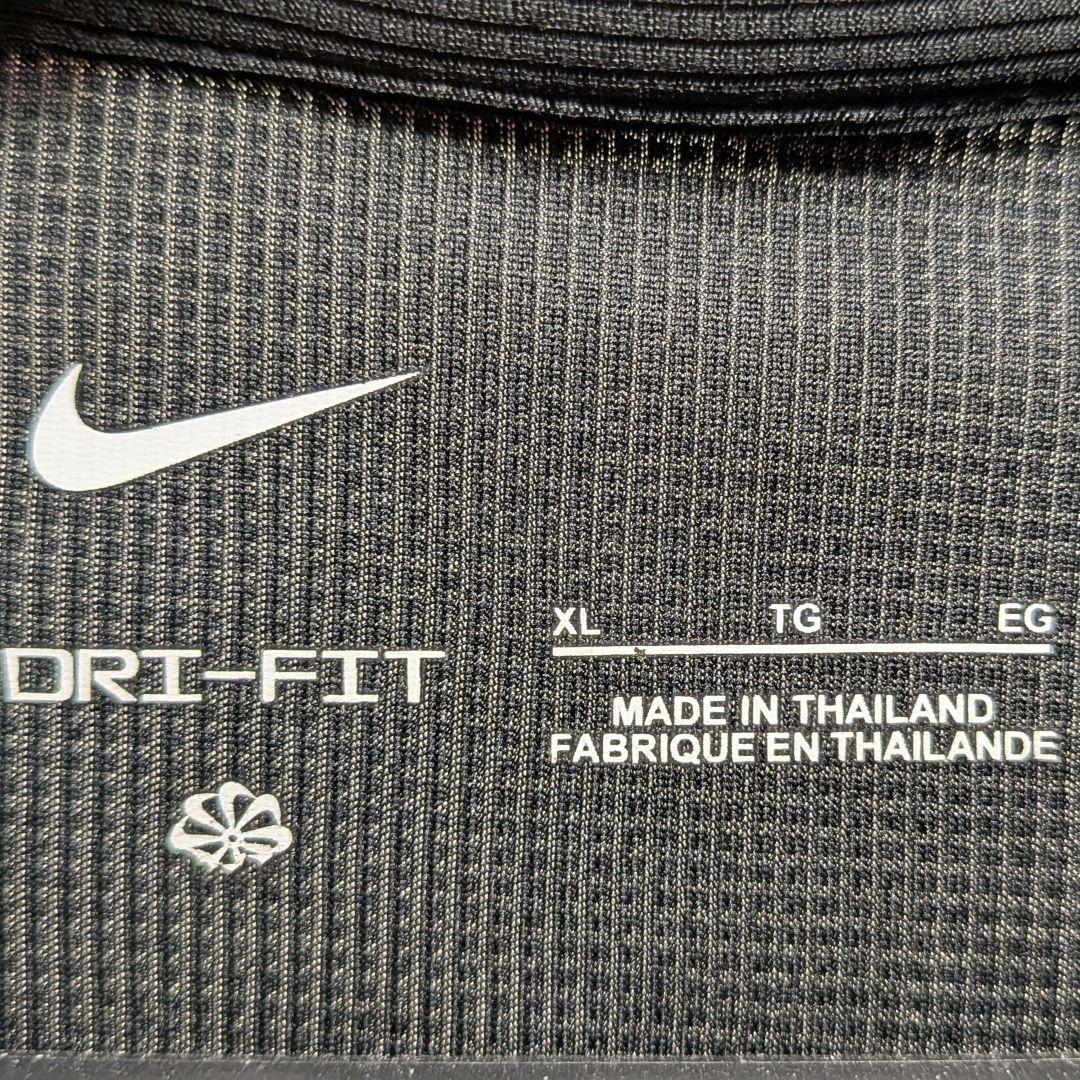 DRI-FIT
XL TG EG
MADE IN THAILAND
FABRIQUE EN THAILANDE